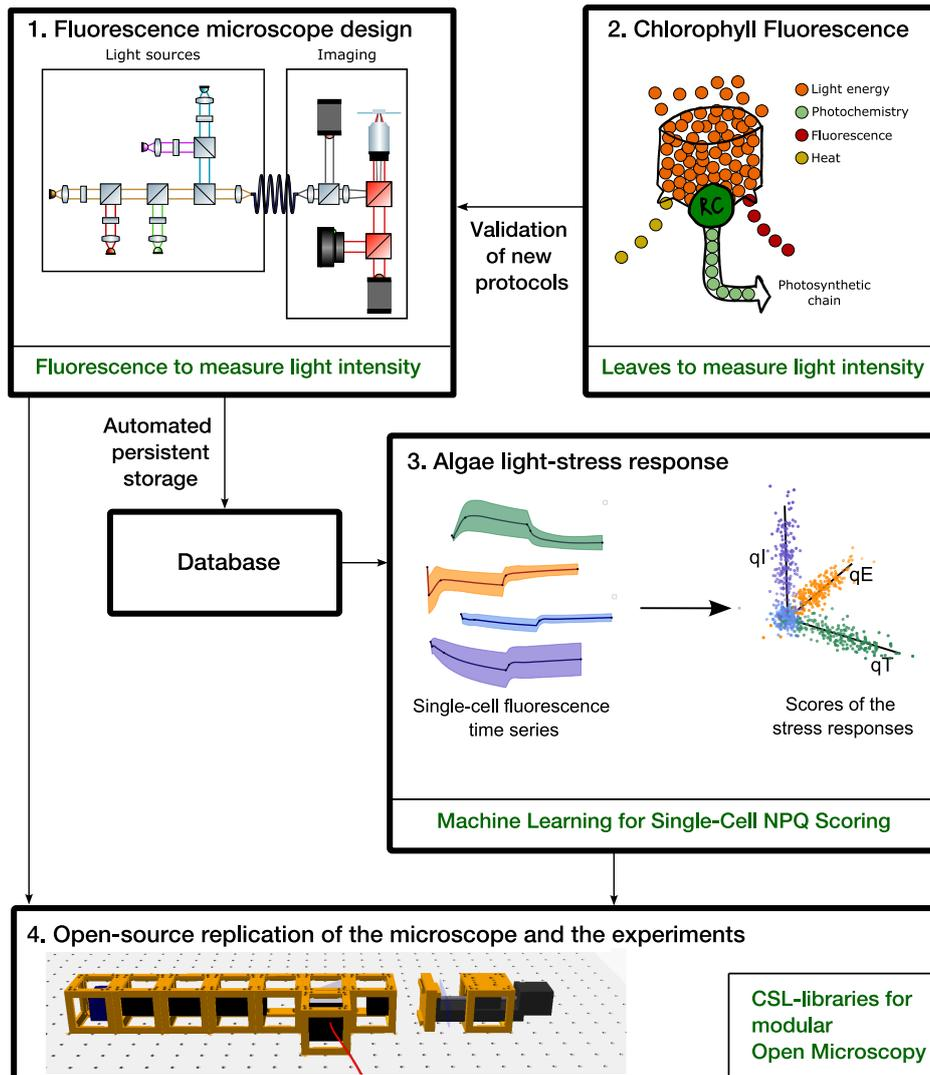 1. Fluorescence microscope design
Light sources
Imaging
Fluorescence to measure light intensity
2. Chlorophyll Fluorescence
Light energy
Photochemistry
Fluorescence
Heat
RC
Photosynthetic
chain
Leaves to measure light intensity
Validation
of new
protocols
Automated
persistent
storage
Database
3. Algae light-stress response
qI
qE
qT
Single-cell fluorescence
time series
Scores of the
stress responses
Machine Learning for Single-Cell NPQ Scoring
4. Open-source replication of the microscope and the experiments
CSL-libraries for
modular
Open Microscopy